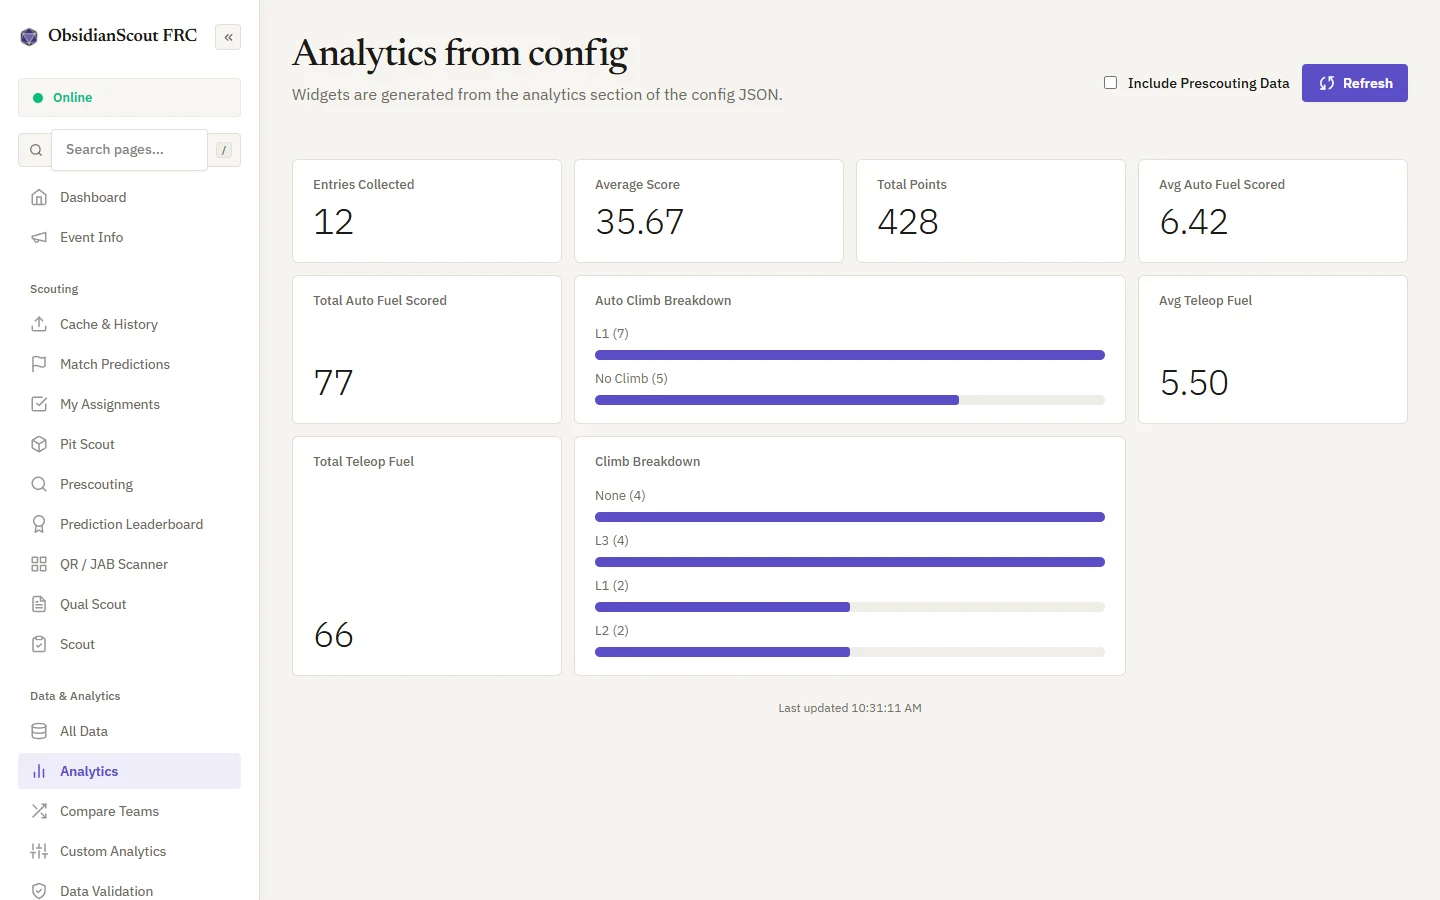 ObsidianScout FRC
«
Online
Search pages...
/
Dashboard
Event Info
Scouting
Cache & History
Match Predictions
My Assignments
Pit Scout
Prescouting
Prediction Leaderboard
QR / JAB Scanner
Qual Scout
Scout
Data & Analytics
All Data
Analytics
Compare Teams
Custom Analytics
Data Validation
Analytics from config
Widgets are generated from the analytics section of the config JSON.
Include Prescouting Data
Refresh
Entries Collected
12
Average Score
35.67
Total Points
428
Avg Auto Fuel Scored
6.42
Total Auto Fuel Scored
77
Auto Climb Breakdown
L1 (7)
No Climb (5)
Avg Teleop Fuel
5.50
Total Teleop Fuel
66
Climb Breakdown
None (4)
L3 (4)
L1 (2)
L2 (2)
Last updated 10:31:11 AM